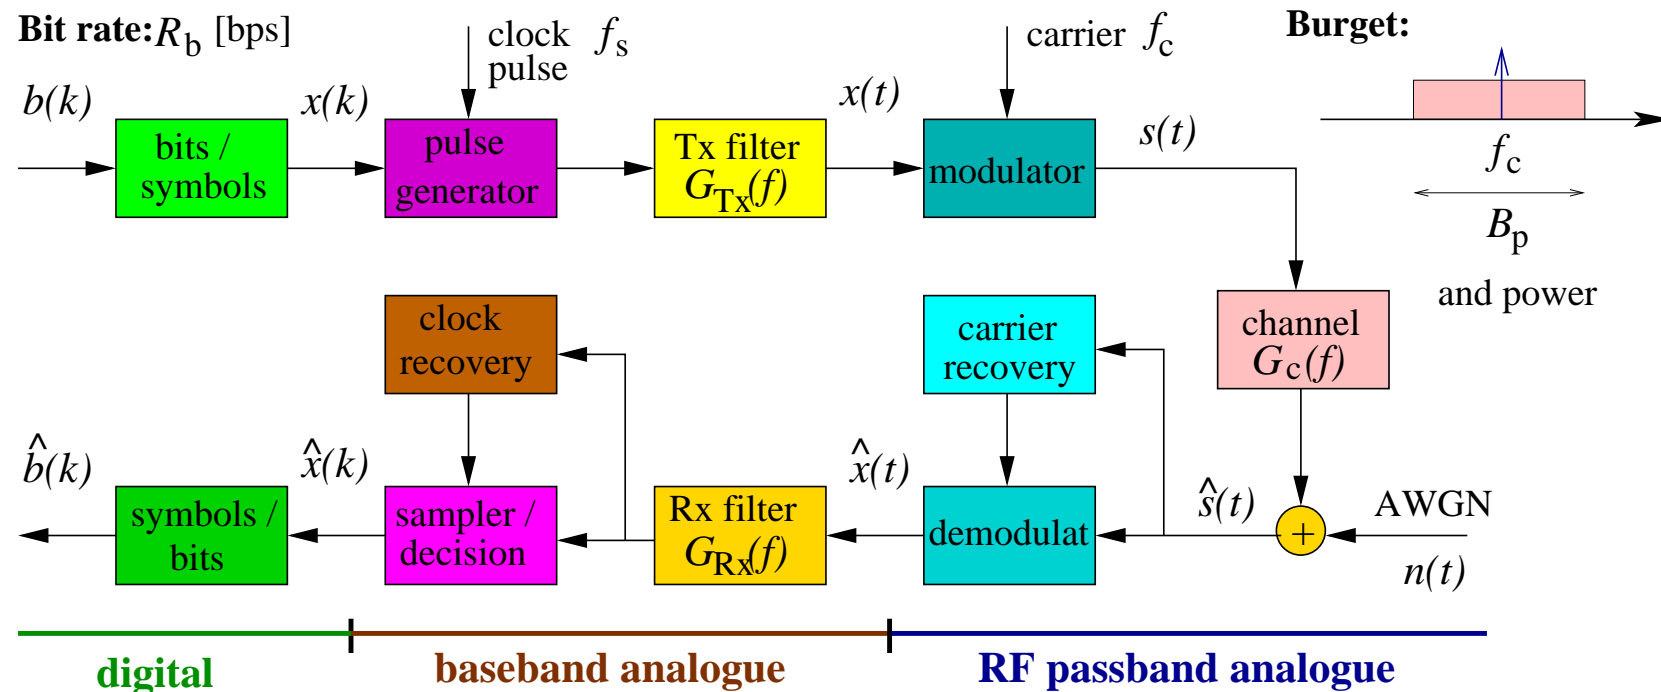 Bit rate: R_b [bps]
clock f_s
pulse
carrier f_c
Burget:
b(k)
x(k)
x(t)
s(t)
bits /
symbols
pulse
generator
Tx filter
G_Tx(f)
modulator
f_c
B_p
and power
clock
recovery
carrier
recovery
channel
G_c(f)
b̂(k)
x̂(k)
x̂(t)
ŝ(t)
AWGN
n(t)
symbols /
bits
sampler /
decision
Rx filter
G_Rx(f)
demodulat
+
digital
baseband analogue
RF passband analogue